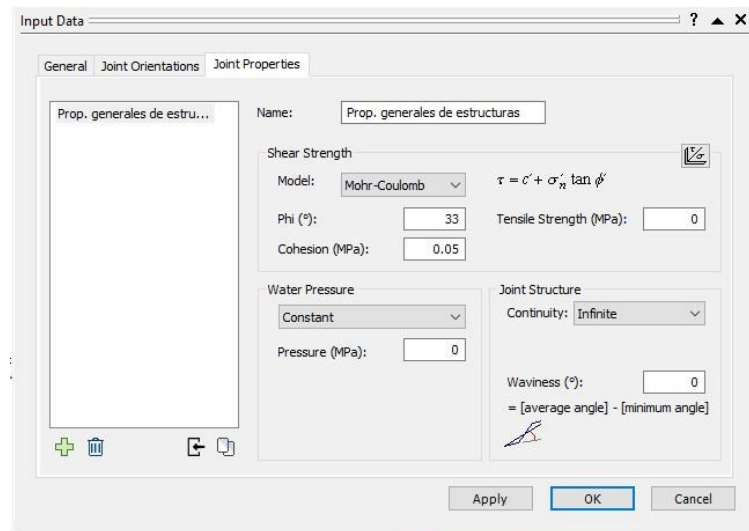 Input Data
? 
General Joint Orientations Joint Properties
Prop. generales de estru...
Name: Prop. generales de estructuras
Shear Strength
τ/σ
Model: Mohr-Coulomb τ = c´ + σ´n tan φ´
Phi (°): 33 Tensile Strength (MPa): 0
Cohesion (MPa): 0.05
Water Pressure
Constant
Pressure (MPa): 0
Joint Structure
Continuity: Infinite
Waviness (°): 0
= [average angle] - [minimum angle]
Apply OK Cancel